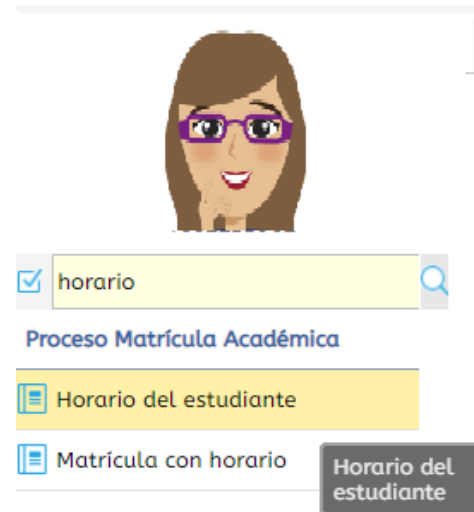 horario
Proceso Matrícula Académica
Horario del estudiante
Matrícula con horario
Horario del
estudiante